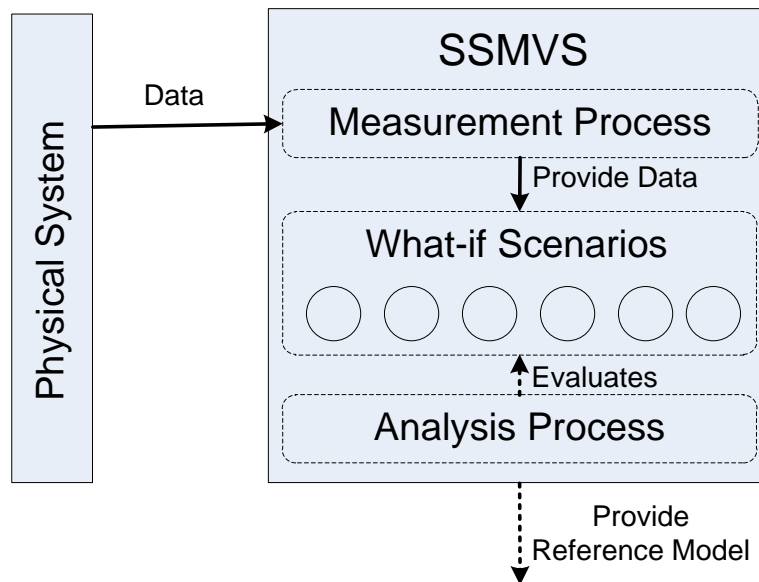 Physical System
Data
SSMVS
Measurement Process
Provide Data
What-if Scenarios
Evaluates
Analysis Process
Provide
Reference Model